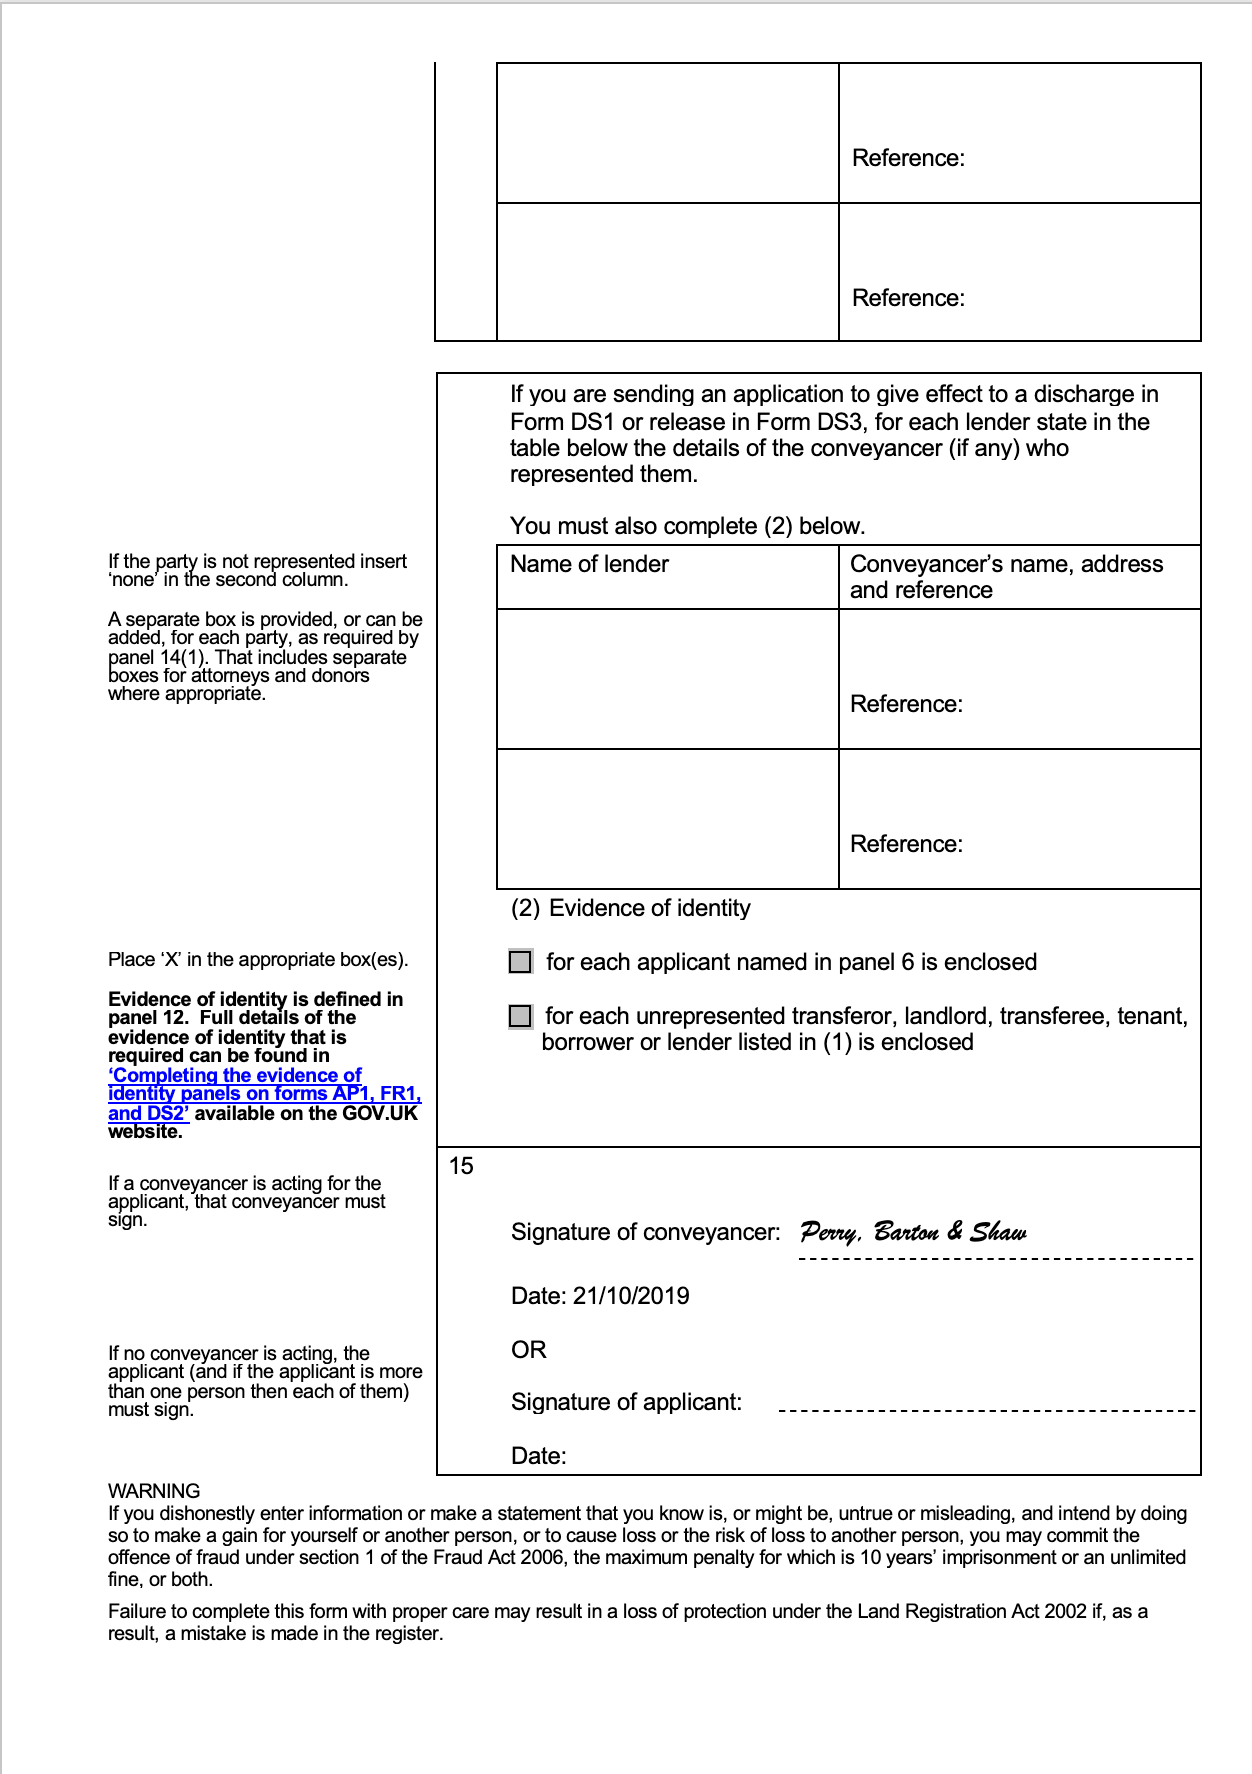 Reference:
Reference:
If you are sending an application to give effect to a discharge in
Form DS1 or release in Form DS3, for each lender state in the
table below the details of the conveyancer (if any) who
represented them.
You must also complete (2) below.
If the party is not represented insert
‘none’ in the second column.
A separate box is provided, or can be
added, for each party, as required by
panel 14(1). That includes separate
boxes for attorneys and donors
where appropriate.
Name of lender
Conveyancer’s name, address
and reference
Reference:
Reference:
(2) Evidence of identity
Place ‘X’ in the appropriate box(es).
for each applicant named in panel 6 is enclosed
Evidence of identity is defined in
panel 12.  Full details of the
evidence of identity that is
required can be found in
‘Completing the evidence of
identity panels on forms AP1, FR1,
and DS2’ available on the GOV.UK
website.
for each unrepresented transferor, landlord, transferee, tenant,
borrower or lender listed in (1) is enclosed
15
If a conveyancer is acting for the
applicant, that conveyancer must
sign.
Signature of conveyancer: Perry, Barton & Shaw
Date: 21/10/2019
OR
If no conveyancer is acting, the
applicant (and if the applicant is more
than one person then each of them)
must sign.
Signature of applicant:
Date:
WARNING
If you dishonestly enter information or make a statement that you know is, or might be, untrue or misleading, and intend by doing
so to make a gain for yourself or another person, or to cause loss or the risk of loss to another person, you may commit the
offence of fraud under section 1 of the Fraud Act 2006, the maximum penalty for which is 10 years’ imprisonment or an unlimited
fine, or both.
Failure to complete this form with proper care may result in a loss of protection under the Land Registration Act 2002 if, as a
result, a mistake is made in the register.